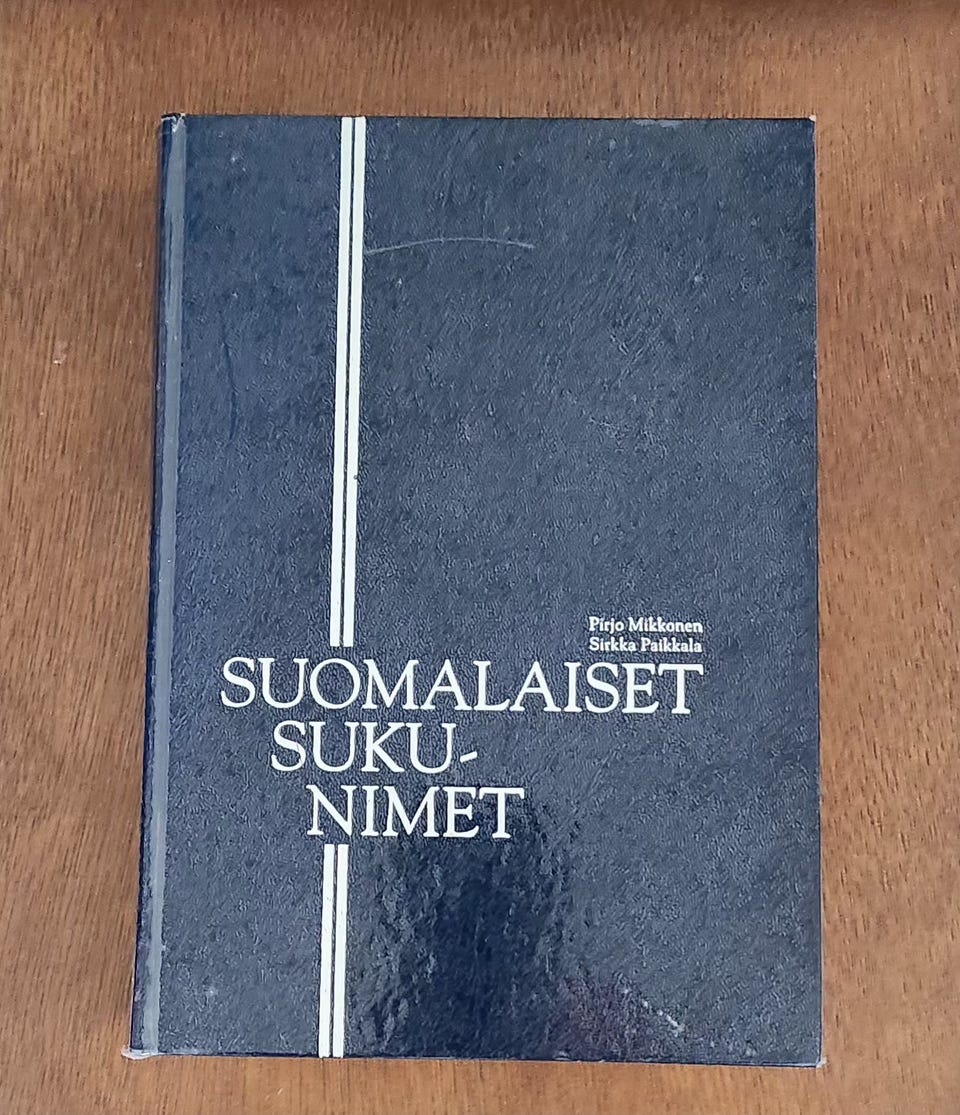 Pirjo Mikkonen
Sirkka Paikkala
SUOMALAISET
SUKU-
NIMET